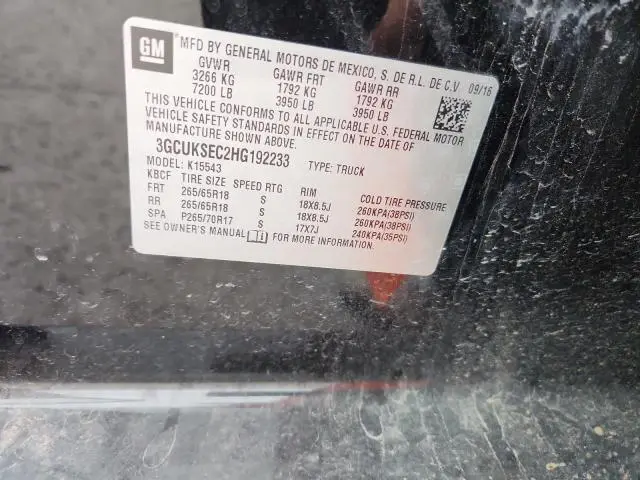 GM
MFD BY GENERAL MOTORS DE MEXICO, S. DE R.L. DE C.V 09/16
GVWR GAWR FRT GAWR RR
3266 KG 1792 KG 1792 KG
7200 LB 3950 LB 3950 LB
THIS VEHICLE CONFORMS TO ALL APPLICABLE U.S. FEDERAL MOTOR
VEHICLE SAFETY STANDARDS IN EFFECT ON THE DATE OF
MANUFACTURE SHOWN ABOVE.
3GCUKSEC2HG192233 TYPE: TRUCK
MODEL: K15543
KBCF TIRE SIZE SPEED RTG RIM COLD TIRE PRESSURE
FRT 265/65R18 S 18X8.5J 260KPA(38PSI)
RR 265/65R18 S 18X8.5J 260KPA(38PSI)
SPA P265/70R17 S 17X7J 240KPA(35PSI)
SEE OWNER'S MANUAL FOR MORE INFORMATION.